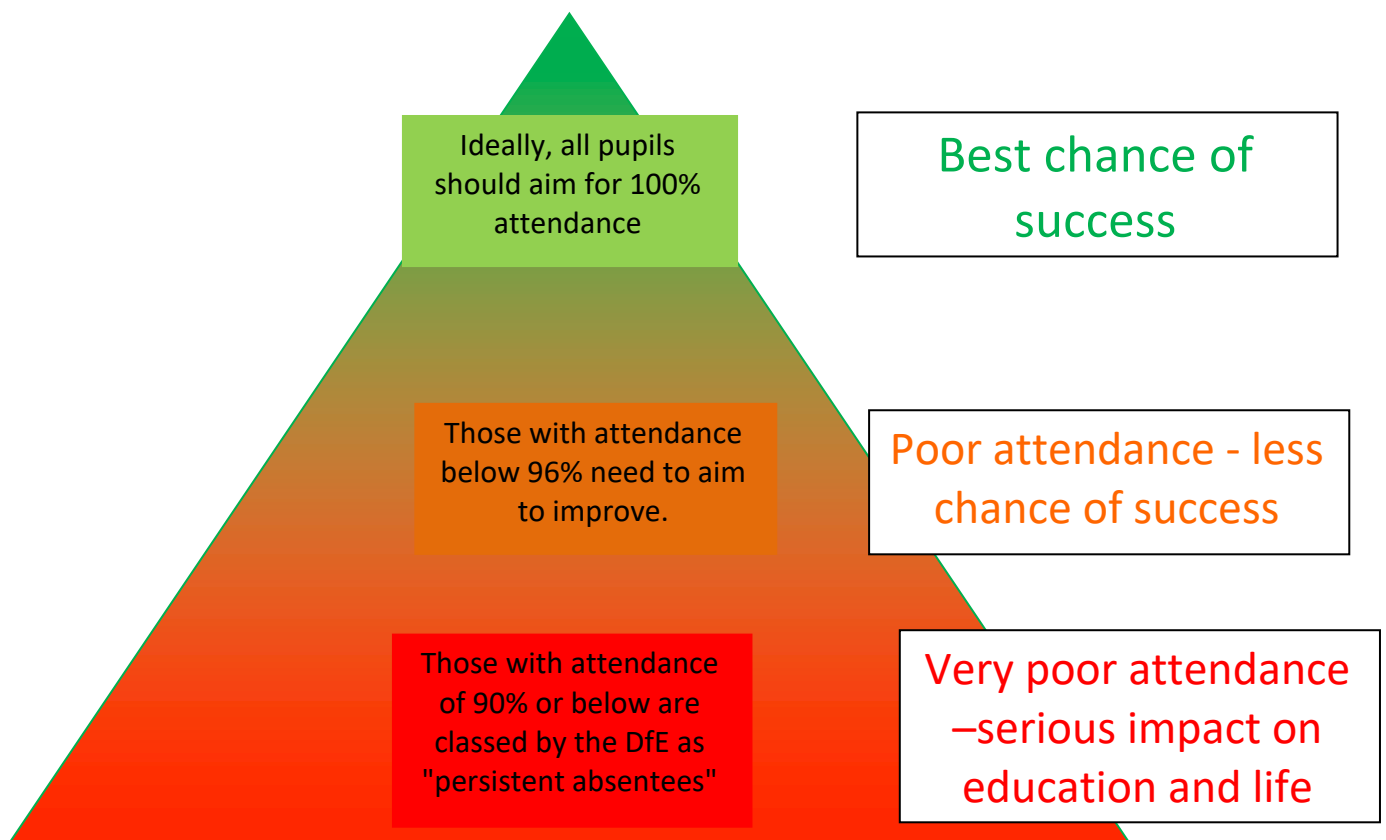 Ideally, all pupils
should aim for 100%
attendance
Best chance of
success
Those with attendance
below 96% need to aim
to improve.
Poor attendance - less
chance of success
Those with attendance
of 90% or below are
classed by the DfE as
"persistent absentees"
Very poor attendance
–serious impact on
education and life